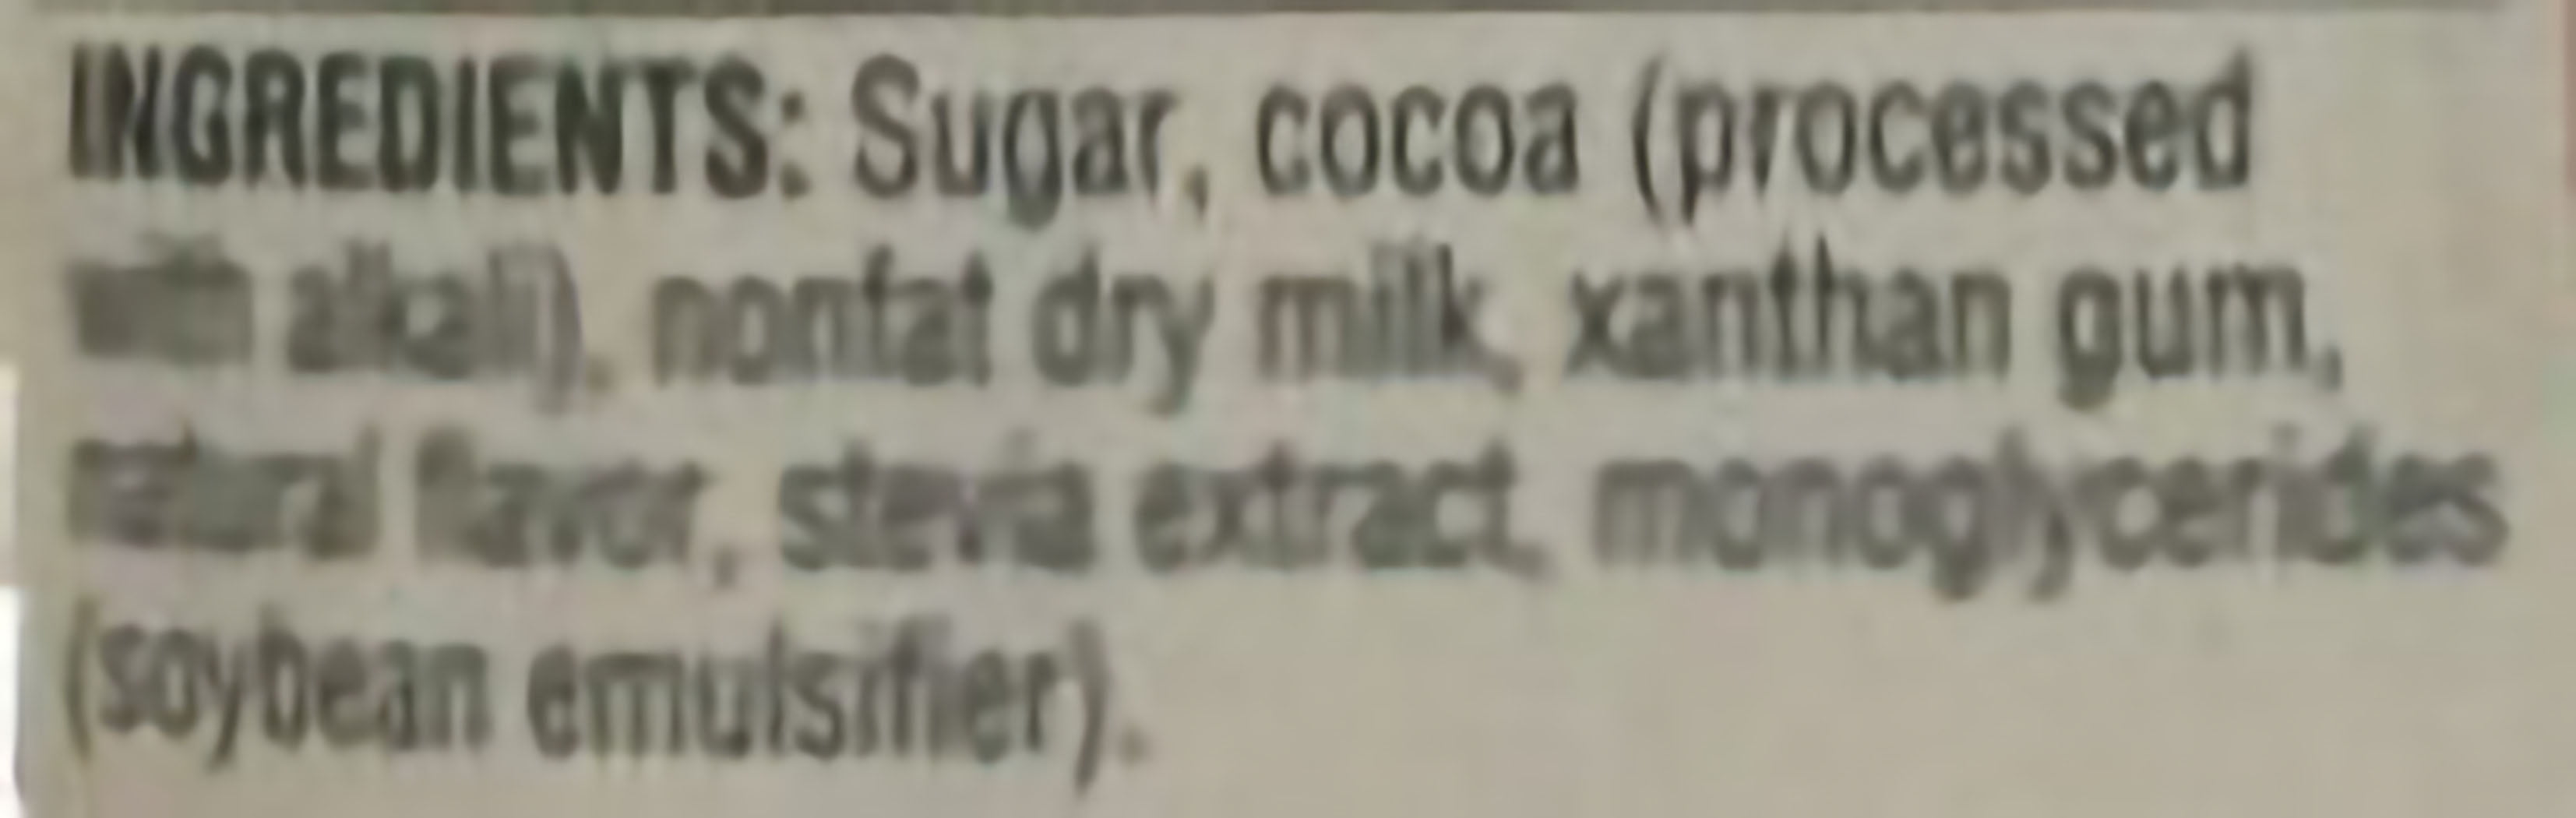 INGREDIENTS: Sugar, cocoa (processed
with alkali), nonfat dry milk, xanthan gum,
natural flavor, stevia extract, monoglycerides
(soybean emulsifier).